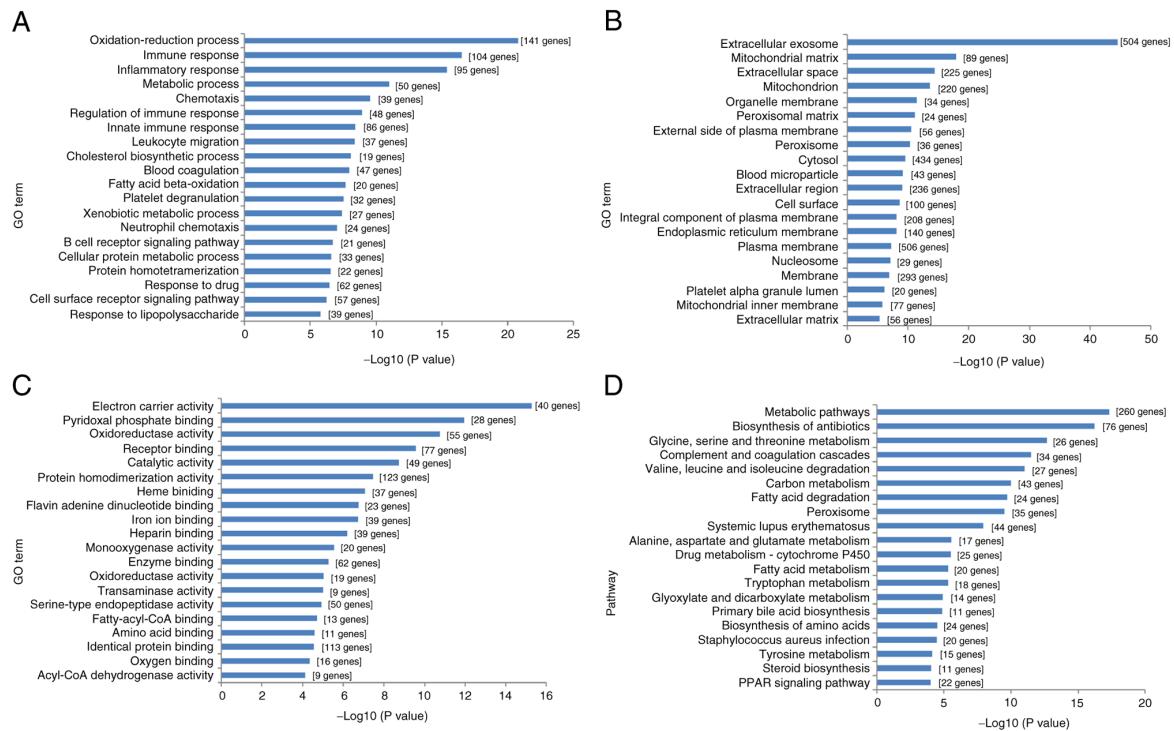 A
GO term
Oxidation-reduction process [141 genes]
Immune response [104 genes]
Inflammatory response [95 genes]
Metabolic process [50 genes]
Chemotaxis [39 genes]
Regulation of immune response [48 genes]
Innate immune response [86 genes]
Leukocyte migration [37 genes]
Cholesterol biosynthetic process [19 genes]
Blood coagulation [47 genes]
Fatty acid beta-oxidation [20 genes]
Platelet degranulation [32 genes]
Xenobiotic metabolic process [27 genes]
Neutrophil chemotaxis [24 genes]
B cell receptor signaling pathway [21 genes]
Cellular protein metabolic process [33 genes]
Protein homotetramerization [22 genes]
Response to drug [62 genes]
Cell surface receptor signaling pathway [57 genes]
Response to lipopolysaccharide [39 genes]
0 5 10 15 20 25
−Log10 (P value)
B
GO term
Extracellular exosome [504 genes]
Mitochondrial matrix [89 genes]
Extracellular space [225 genes]
Mitochondrion [220 genes]
Organelle membrane [34 genes]
Peroxisomal matrix [24 genes]
External side of plasma membrane [56 genes]
Peroxisome [36 genes]
Cytosol [434 genes]
Blood microparticle [43 genes]
Extracellular region [236 genes]
Cell surface [100 genes]
Integral component of plasma membrane [208 genes]
Endoplasmic reticulum membrane [140 genes]
Plasma membrane [506 genes]
Nucleosome [29 genes]
Membrane [293 genes]
Platelet alpha granule lumen [20 genes]
Mitochondrial inner membrane [77 genes]
Extracellular matrix [56 genes]
0 10 20 30 40 50
−Log10 (P value)
C
GO term
Electron carrier activity [40 genes]
Pyridoxal phosphate binding [28 genes]
Oxidoreductase activity [55 genes]
Receptor binding [77 genes]
Catalytic activity [49 genes]
Protein homodimerization activity [123 genes]
Heme biniding [37 genes]
Flavin adenine dinucleotide binding [23 genes]
Iron ion binding [39 genes]
Heparin binding [39 genes]
Monooxygenase activity [20 genes]
Enzyme binding [62 genes]
Oxidoreductase activity [19 genes]
Transaminase activity [9 genes]
Serine-type endopeptidase activity [50 genes]
Fatty-acyl-CoA binding [13 genes]
Amino acid binding [11 genes]
Identical protein binding [113 genes]
Oxygen binding [16 genes]
Acyl-CoA dehydrogenase activity [9 genes]
0 2 4 6 8 10 12 14 16
−Log10 (P value)
D
Pathway
Metabolic pathways [260 genes]
Biosynthesis of antibiotics [76 genes]
Glycine, serine and threonine metabolism [26 genes]
Complement and coagulation cascades [34 genes]
Valine, leucine and isoleucine degradation [27 genes]
Carbon metabolism [43 genes]
Fatty acid degradation [24 genes]
Peroxisome [35 genes]
Systemic lupus erythematosus [44 genes]
Alanine, aspartate and glutamate metabolism [17 genes]
Drug metabolism - cytochrome P450 [25 genes]
Fatty acid metabolism [20 genes]
Tryptophan metabolism [18 genes]
Glyoxylate and dicarboxylate metabolism [14 genes]
Primary bile acid biosynthesis [11 genes]
Biosynthesis of amino acids [24 genes]
Staphylococcus aureus infection [20 genes]
Tyrosine metabolism [15 genes]
Steroid biosynthesis [11 genes]
PPAR signaling pathway [22 genes]
0 5 10 15 20
−Log10 (P value)